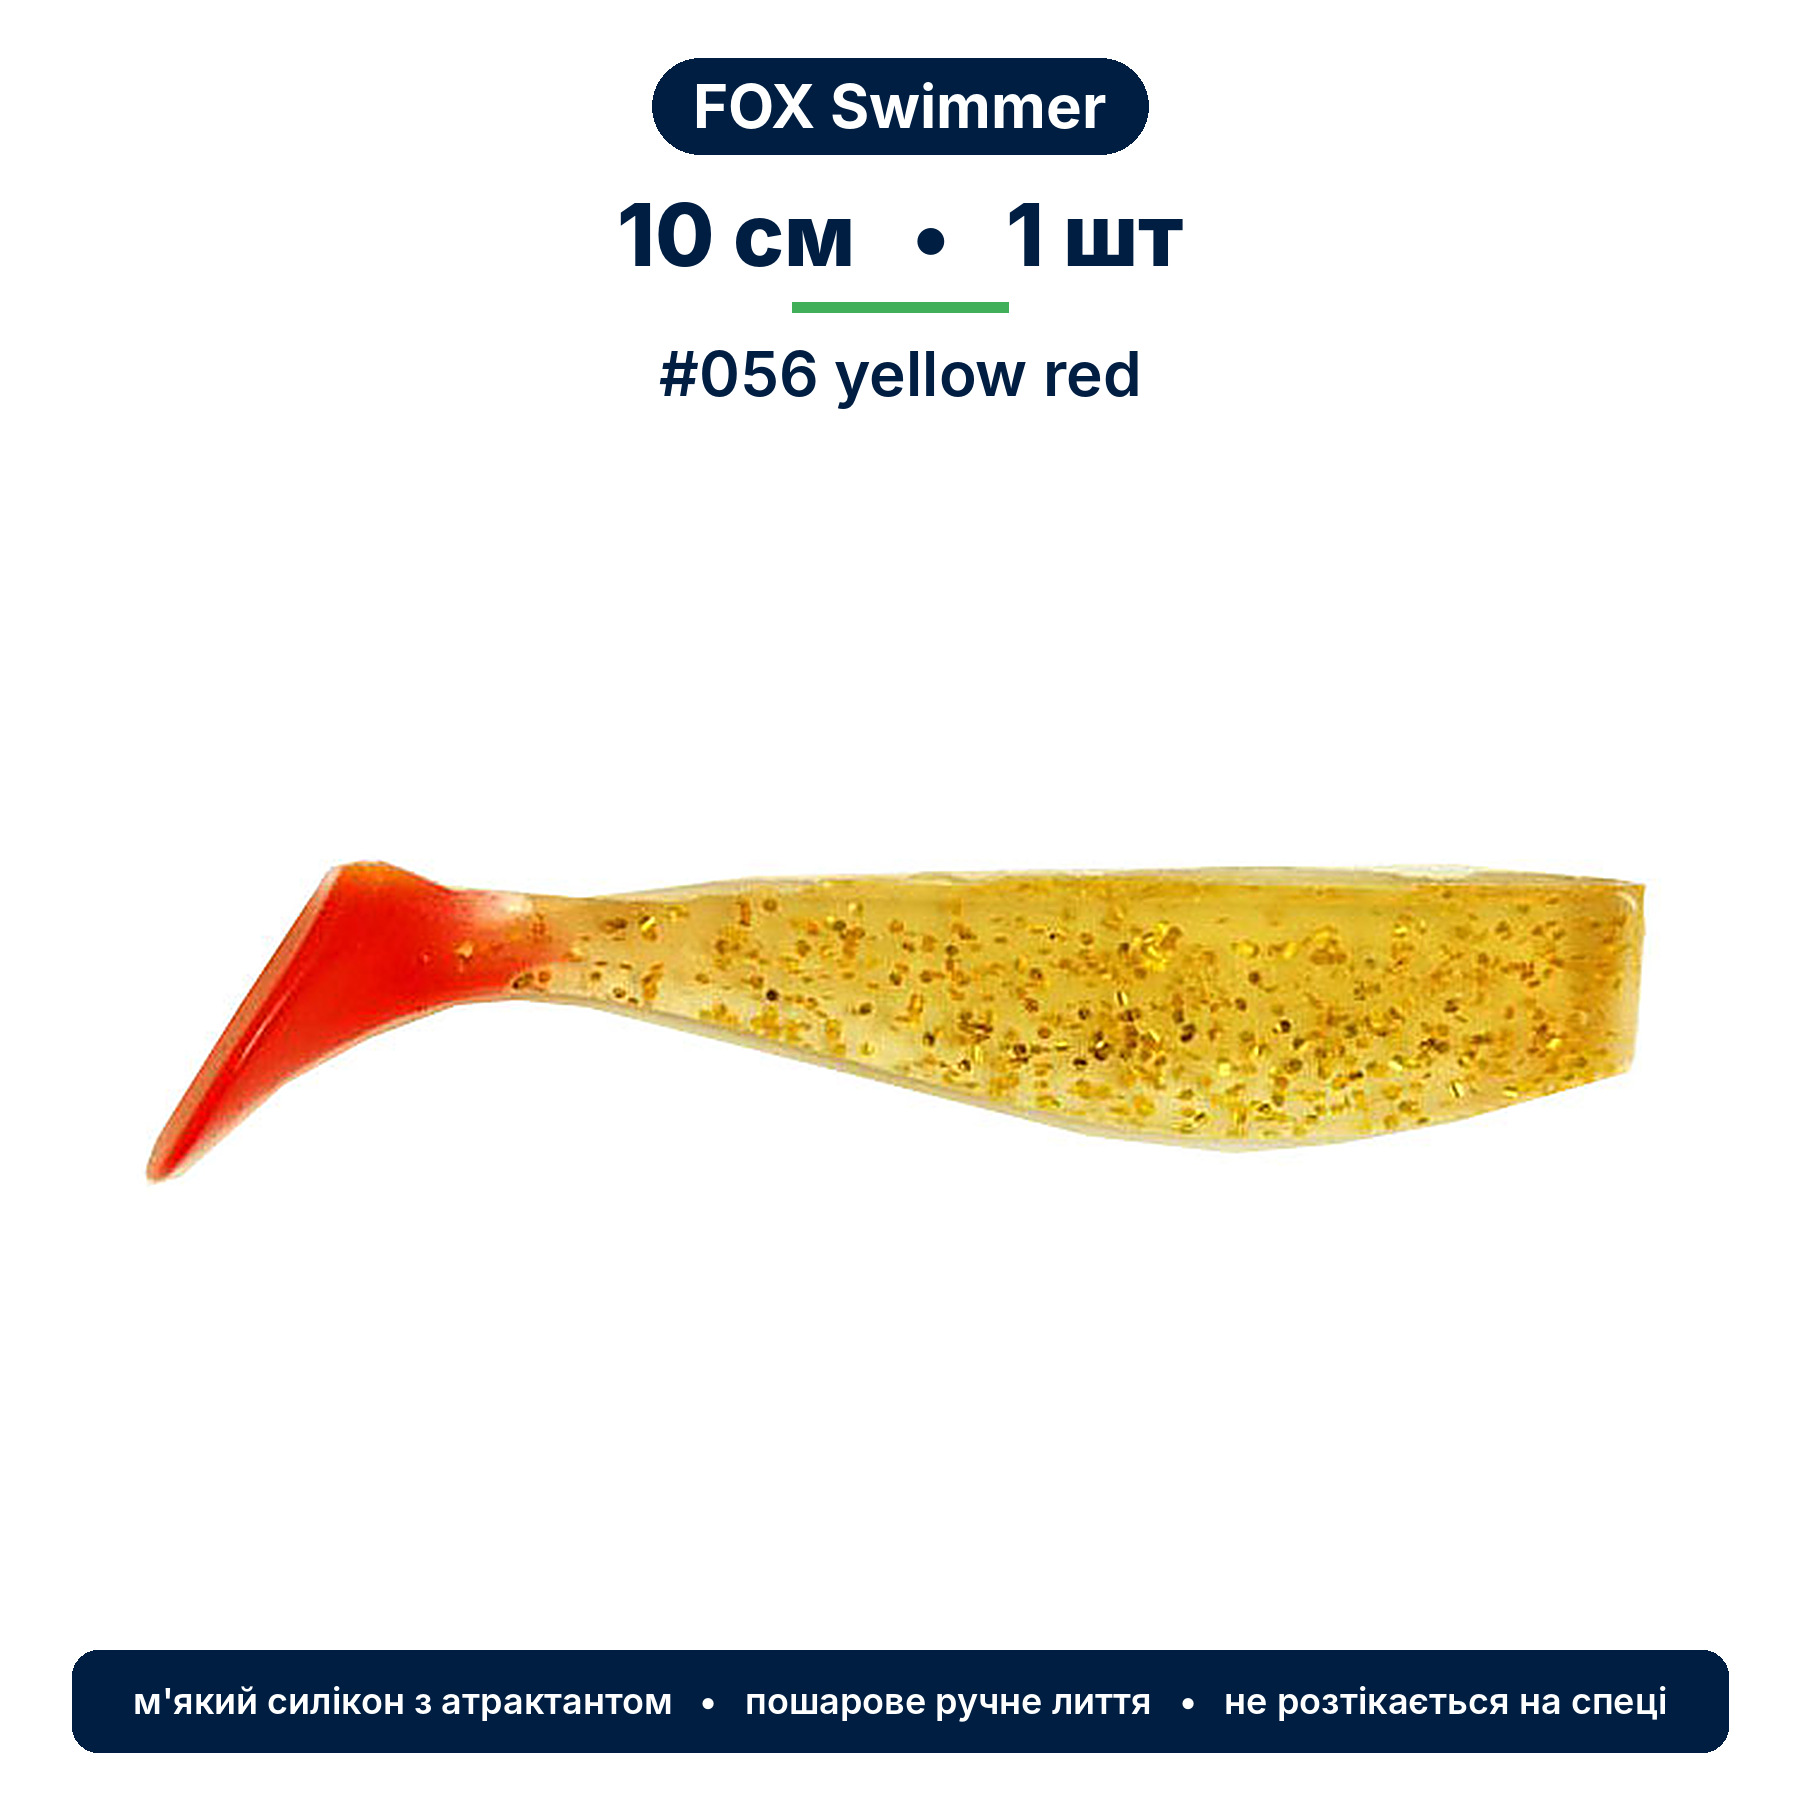 FOX Swimmer
10 см • 1 шт
#056 yellow red
м'який силікон з атрактантом • пошарове ручне лиття • не розтікається на спеці